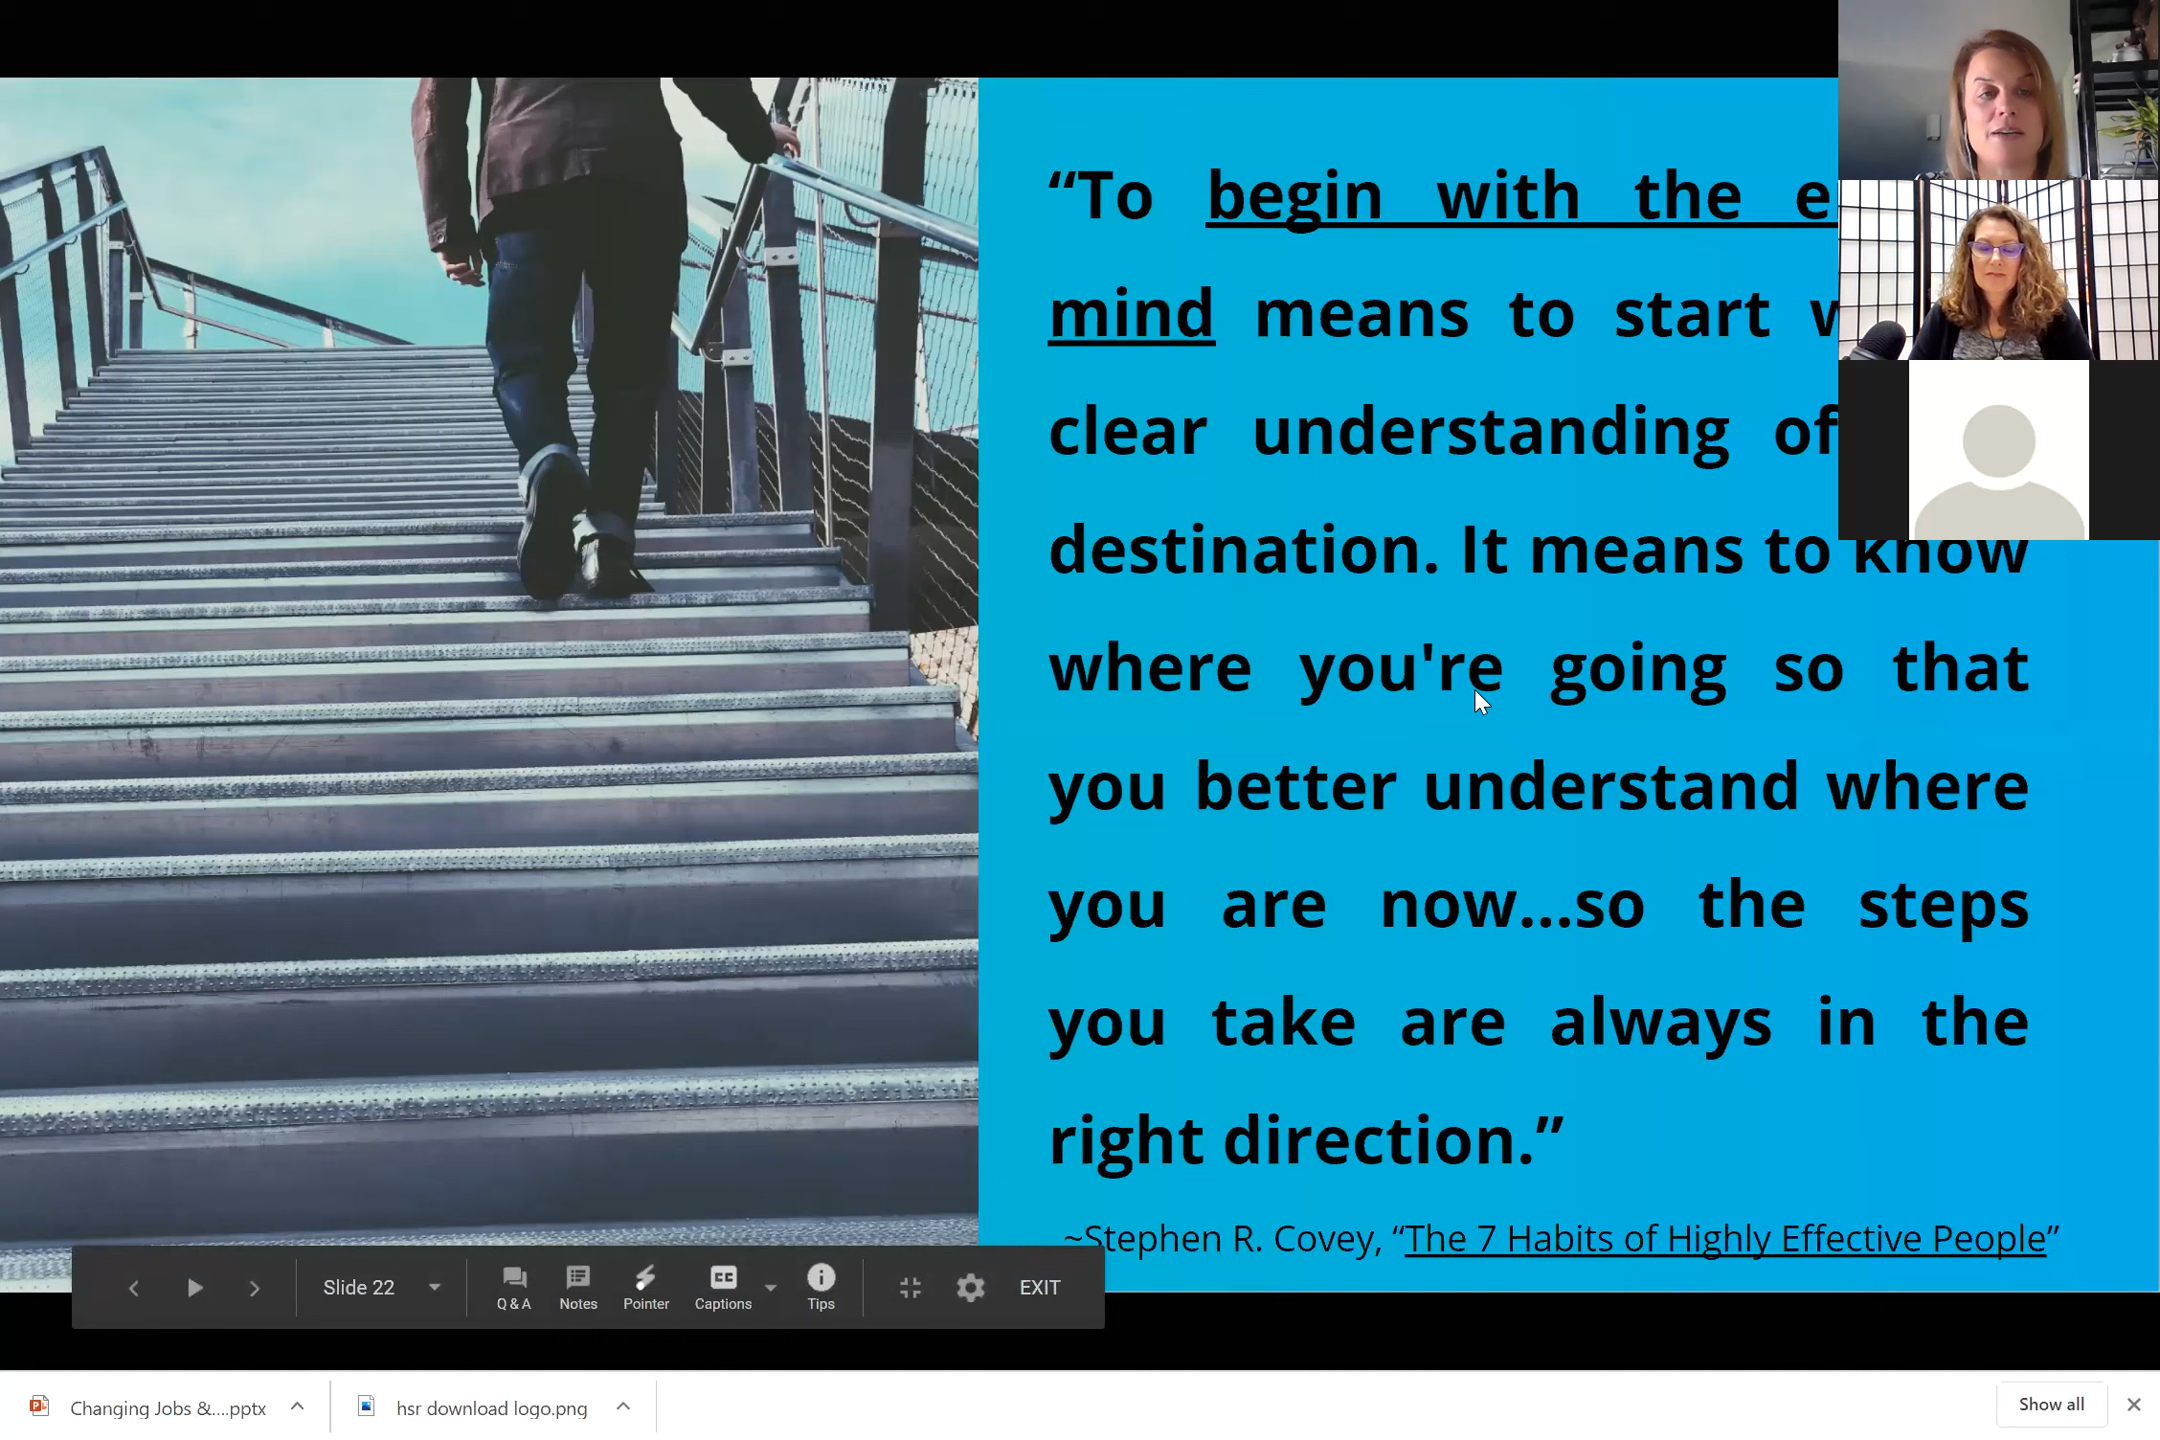 “To begin with the
mind means to start
clear understanding of
destination. It means to know
where you're going so that
you better understand where
you are now...so the steps
you take are always in the
right direction.”
~Stephen R. Covey, “The 7 Habits of Highly Effective People”
Slide 22
Q & A
Notes
Pointer
Captions
Tips
EXIT
Changing Jobs &....pptx
hsr download logo.png
Show all